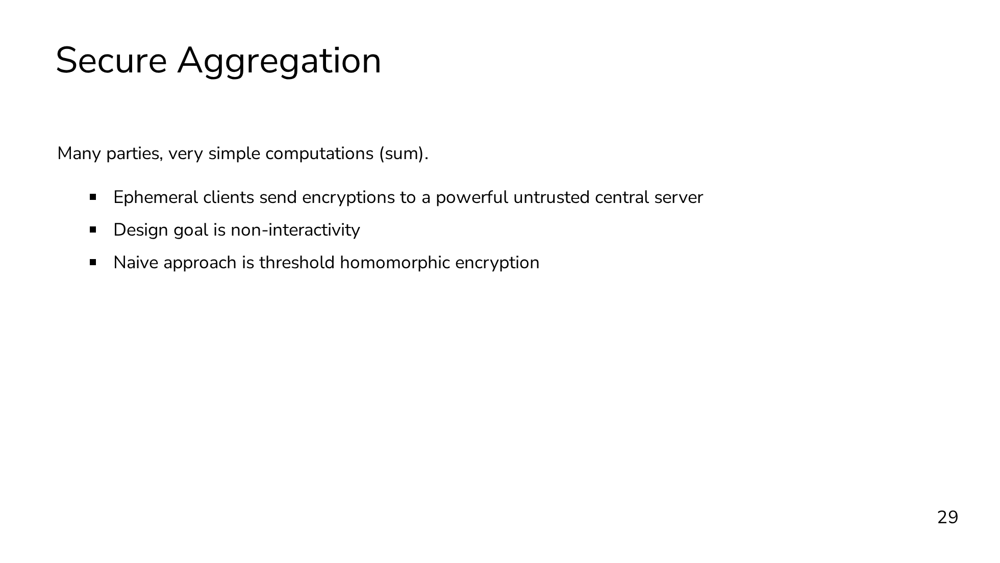 Secure Aggregation
Many parties, very simple computations (sum).
▪ Ephemeral clients send encryptions to a powerful untrusted central server
▪ Design goal is non-interactivity
▪ Naive approach is threshold homomorphic encryption
29